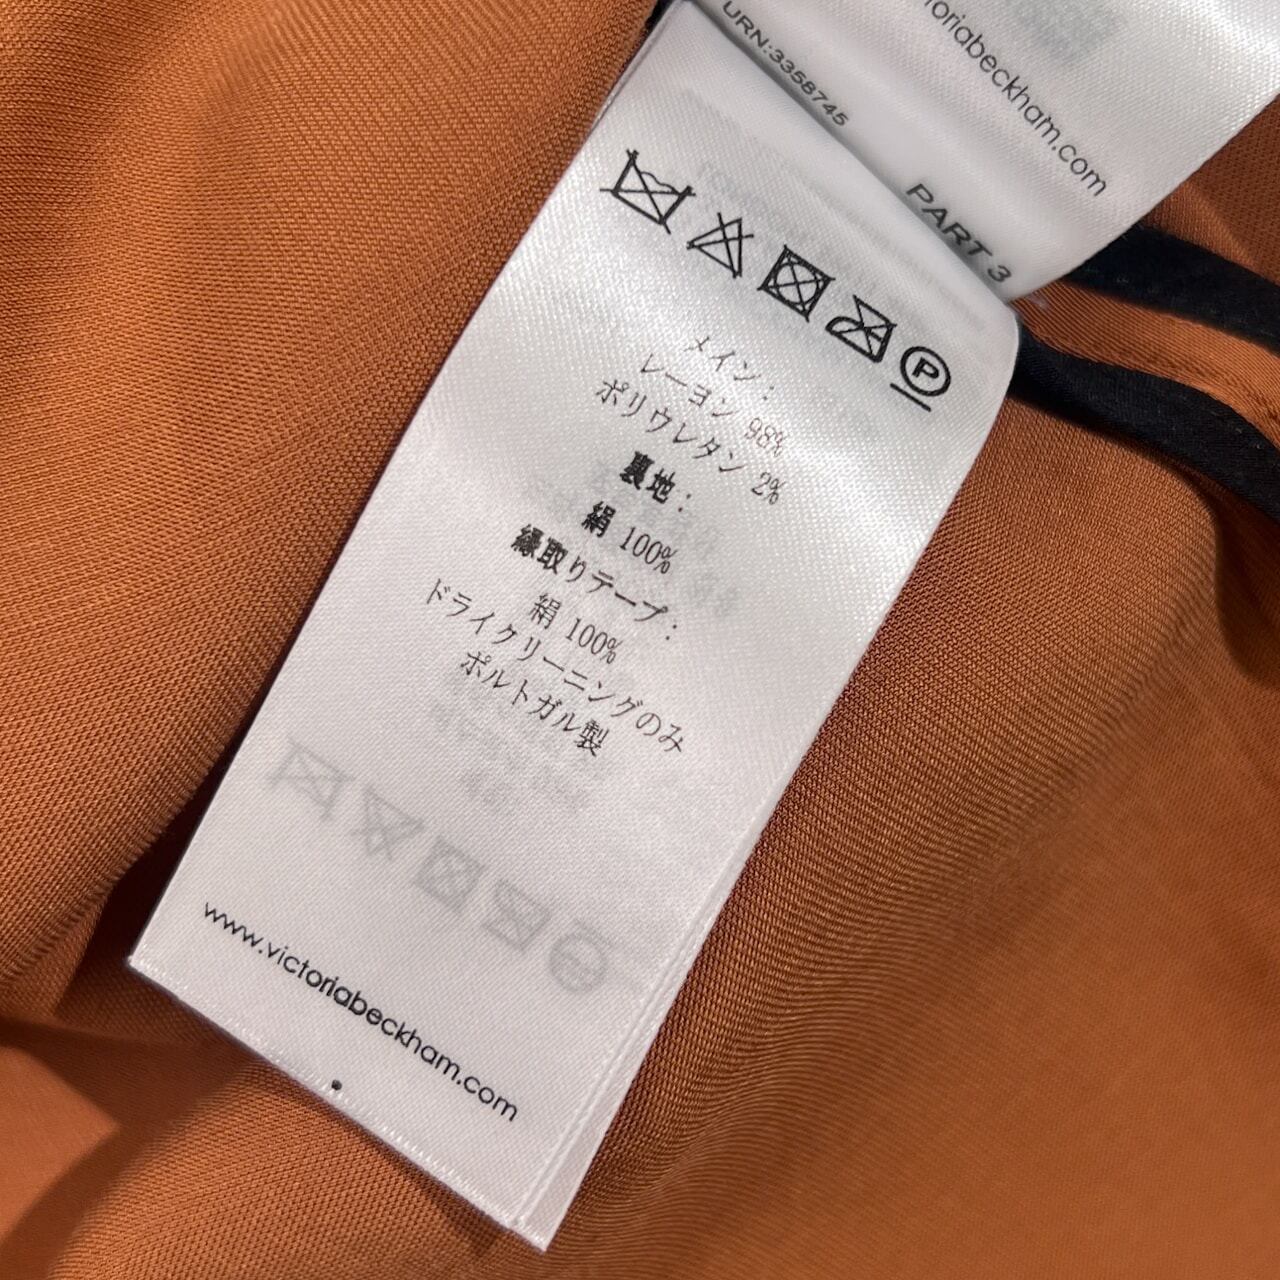 URN:3358745
PART 3
toriabeckham.com
P
メイン：
レーヨン 98%
ポリウレタン 2%
裏地：
絹 100%
縁取りテープ：
絹 100%
ドライクリーニングのみ
ポルトガル製
www.victoriabeckham.com